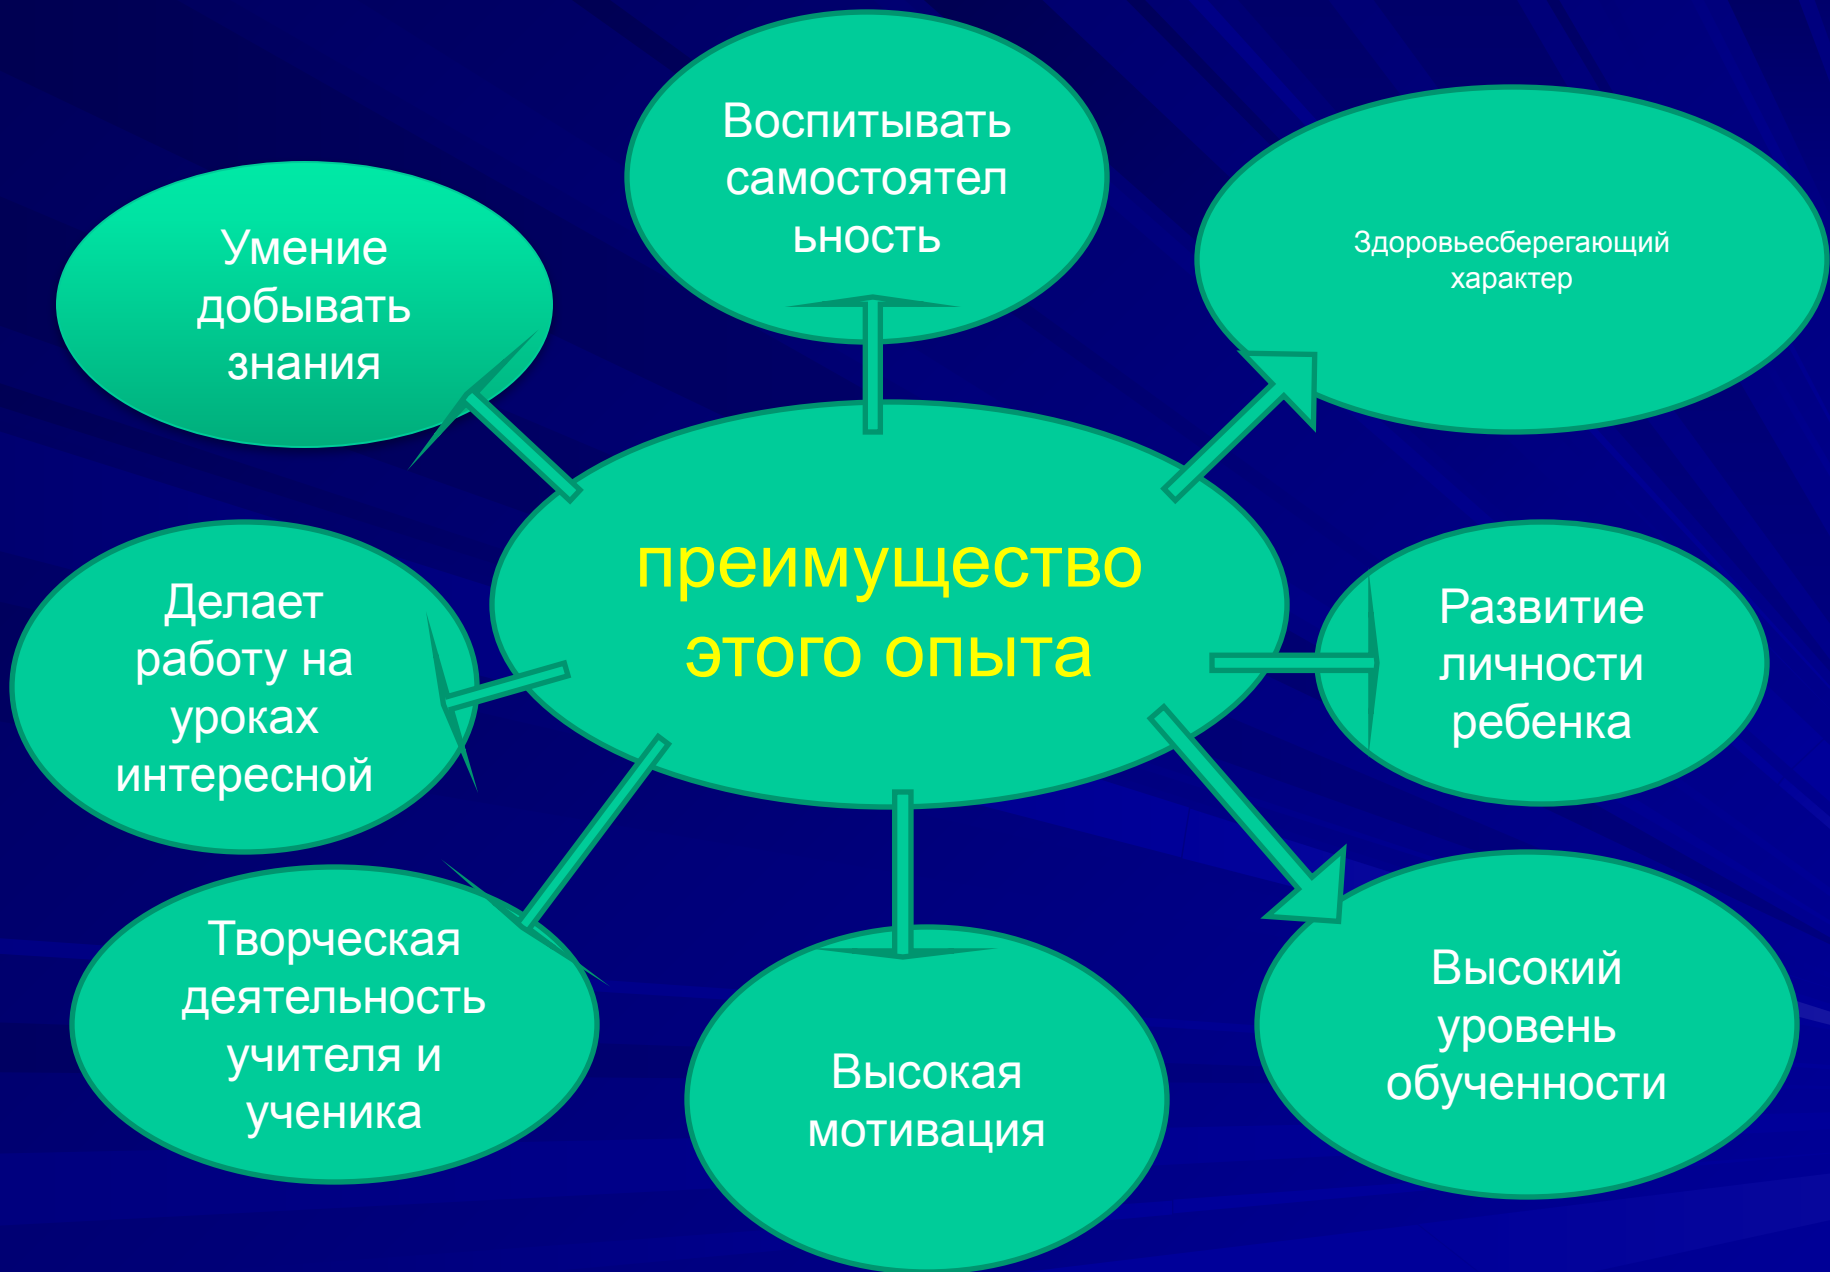 Воспитывать
самостоятел
ьность
Умение
добывать
знания
Здоровьесберегающий
характер
преимущество
этого опыта
Делает
работу на
уроках
интересной
Развитие
личности
ребенка
Творческая
деятельность
учителя и
ученика
Высокая
мотивация
Высокий
уровень
обученности